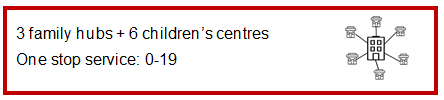 3 family hubs + 6 children’s centres
One stop service: 0-19